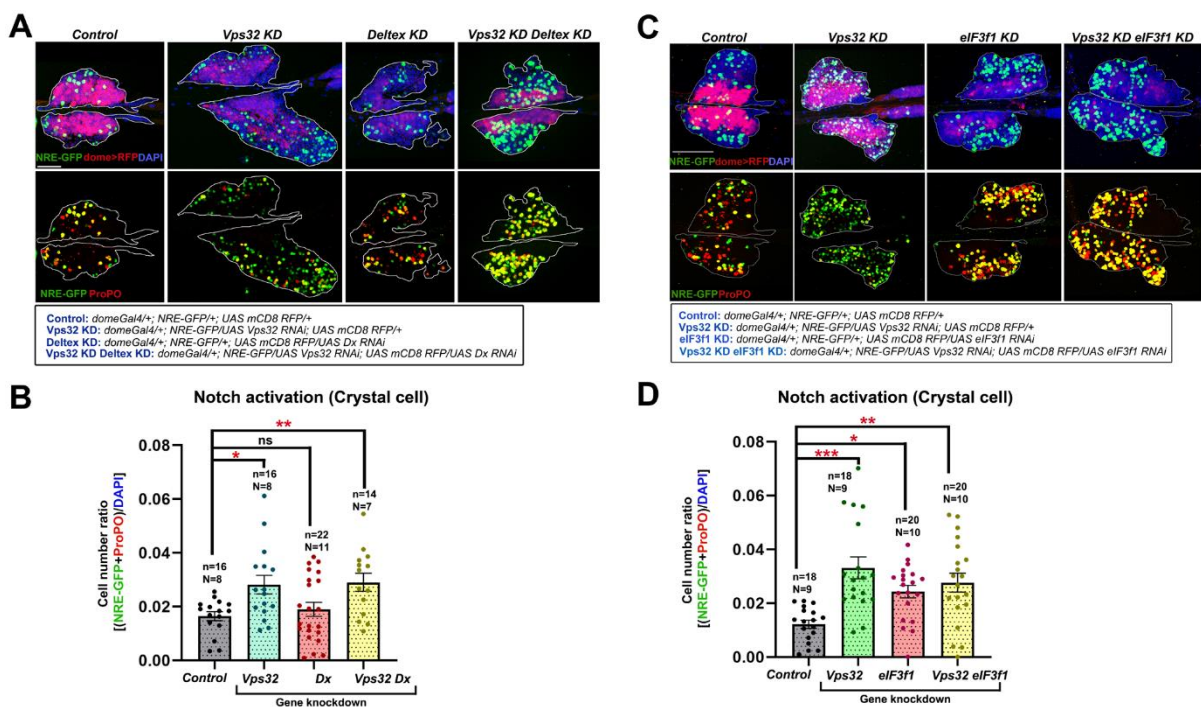 A
Control
Vps32 KD
Deltex KD
Vps32 KD Deltex KD
NRE-GFP dome>RFP DAPI
NRE-GFP ProPO
Control: domeGal4/+; NRE-GFP/+; UAS mCD8 RFP/+
Vps32 KD: domeGal4/+; NRE-GFP/UAS Vps32 RNAi; UAS mCD8 RFP/+
Deltex KD: domeGal4/+; NRE-GFP/+; UAS mCD8 RFP/UAS Dx RNAi
Vps32 KD Deltex KD: domeGal4/+; NRE-GFP/UAS Vps32 RNAi; UAS mCD8 RFP/UAS Dx RNAi
B
Notch activation (Crystal cell)
Cell number ratio
[(NRE-GFP+ProPO)/DAPI]
0.08
0.06
0.04
0.02
0.00
**
ns
*
n=16
N=8
n=16
N=8
n=22
N=11
n=14
N=7
Control
Vps32
Dx
Vps32 Dx
Gene knockdown
C
Control
Vps32 KD
eIF3f1 KD
Vps32 KD eIF3f1 KD
NRE-GFP dome>RFP DAPI
NRE-GFP ProPO
Control: domeGal4/+; NRE-GFP/+; UAS mCD8 RFP/+
Vps32 KD: domeGal4/+; NRE-GFP/UAS Vps32 RNAi; UAS mCD8 RFP/+
eIF3f1 KD: domeGal4/+; NRE-GFP/+; UAS mCD8 RFP/UAS eIF3f1 RNAi
Vps32 KD eIF3f1 KD: domeGal4/+; NRE-GFP/UAS Vps32 RNAi; UAS mCD8 RFP/UAS eIF3f1 RNAi
D
Notch activation (Crystal cell)
Cell number ratio
[(NRE-GFP+ProPO)/DAPI]
0.08
0.06
0.04
0.02
0.00
**
*
***
n=18
N=9
n=18
N=9
n=20
N=10
n=20
N=10
Control
Vps32
eIF3f1
Vps32 eIF3f1
Gene knockdown